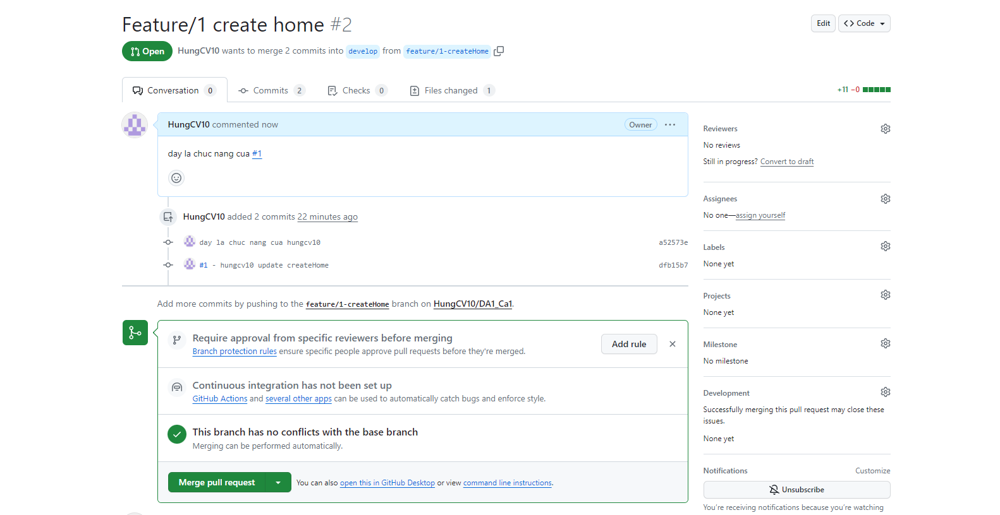 Feature/1 create home #2
Edit
Code
Open
HungCV10 wants to merge 2 commits into develop from feature/1-createHome
Conversation 0
Commits 2
Checks 0
Files changed 1
+11 −0
HungCV10 commented now
Owner
day la chuc nang cua #1
HungCV10 added 2 commits 22 minutes ago
day la chuc nang cua hungcv10
a52573e
#1 - hungcv10 update createHome
dfb15b7
Add more commits by pushing to the feature/1-createHome branch on HungCV10/DA1_Ca1.
Require approval from specific reviewers before merging
Branch protection rules ensure specific people approve pull requests before they're merged.
Add rule
Continuous integration has not been set up
GitHub Actions and several other apps can be used to automatically catch bugs and enforce style.
This branch has no conflicts with the base branch
Merging can be performed automatically.
Merge pull request
You can also open this in GitHub Desktop or view command line instructions.
Reviewers
No reviews
Still in progress? Convert to draft
Assignees
No one—assign yourself
Labels
None yet
Projects
None yet
Milestone
No milestone
Development
Successfully merging this pull request may close these
issues.
None yet
Notifications
Customize
Unsubscribe
You're receiving notifications because you're watching